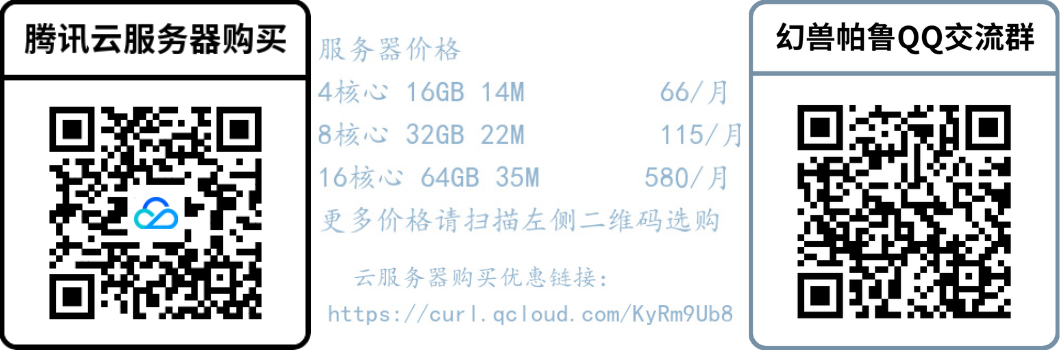 腾讯云服务器购买
服务器价格
4核心 16GB 14M 66/月
8核心 32GB 22M 115/月
16核心 64GB 35M 580/月
更多价格请扫描左侧二维码选购
云服务器购买优惠链接:
https://curl.qcloud.com/KyRm9Ub8
幻兽帕鲁QQ交流群